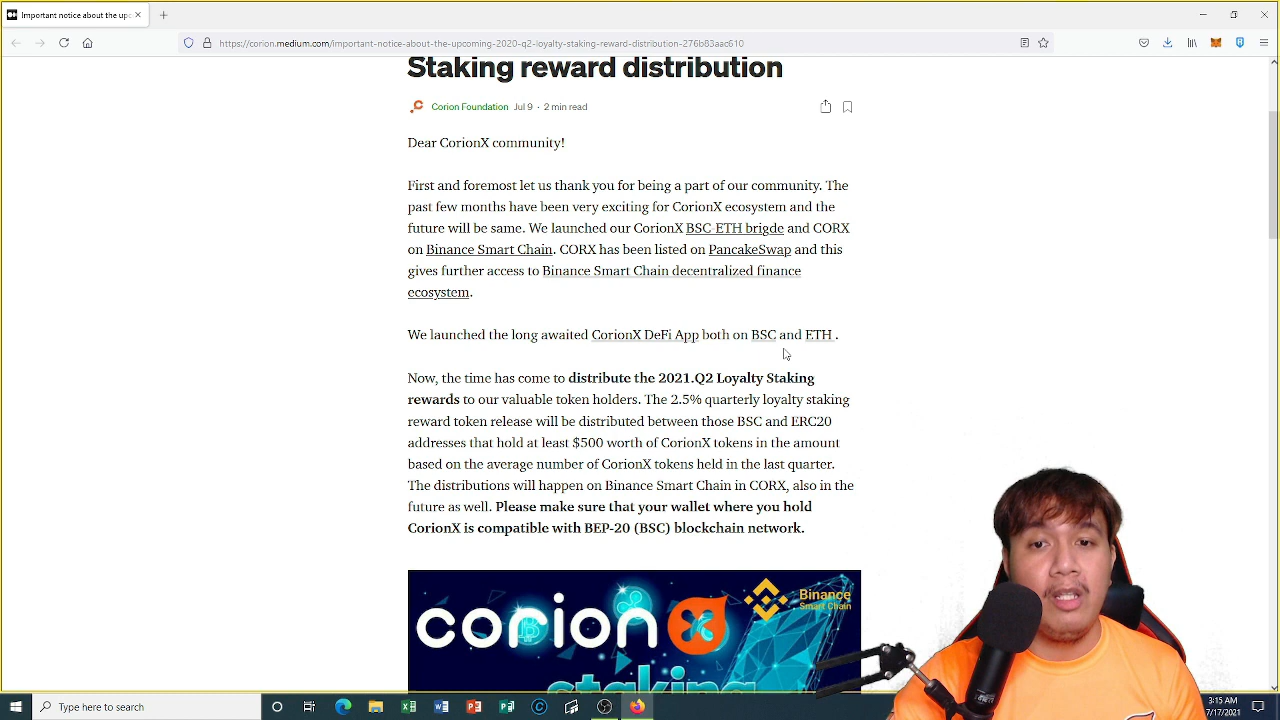 Important notice about the upc
https://corion.medium.com/important-notice-about-the-upcoming-2021-q2-loyalty-staking-reward-distribution-276b83aac610
Staking reward distribution
Corion Foundation Jul 9 · 2 min read
Dear CorionX community!
First and foremost let us thank you for being a part of our community. The
past few months have been very exciting for CorionX ecosystem and the
future will be same. We launched our CorionX BSC-ETH brigde and CORX
on Binance Smart Chain. CORX has been listed on PancakeSwap and this
gives further access to Binance Smart Chain decentralized finance
ecosystem.
We launched the long awaited CorionX DeFi App both on BSC and ETH .
Now, the time has come to distribute the 2021.Q2 Loyalty Staking
rewards to our valuable token holders. The 2.5% quarterly loyalty staking
reward token release will be distributed between those BSC and ERC20
addresses that hold at least $500 worth of CorionX tokens in the amount
based on the average number of CorionX tokens held in the last quarter.
The distributions will happen on Binance Smart Chain in CORX, also in the
future as well. Please make sure that your wallet where you hold
CorionX is compatible with BEP-20 (BSC) blockchain network.
corion X
Binance
Smart Chain
staking
Type here to search
3:15 AM
7/17/2021